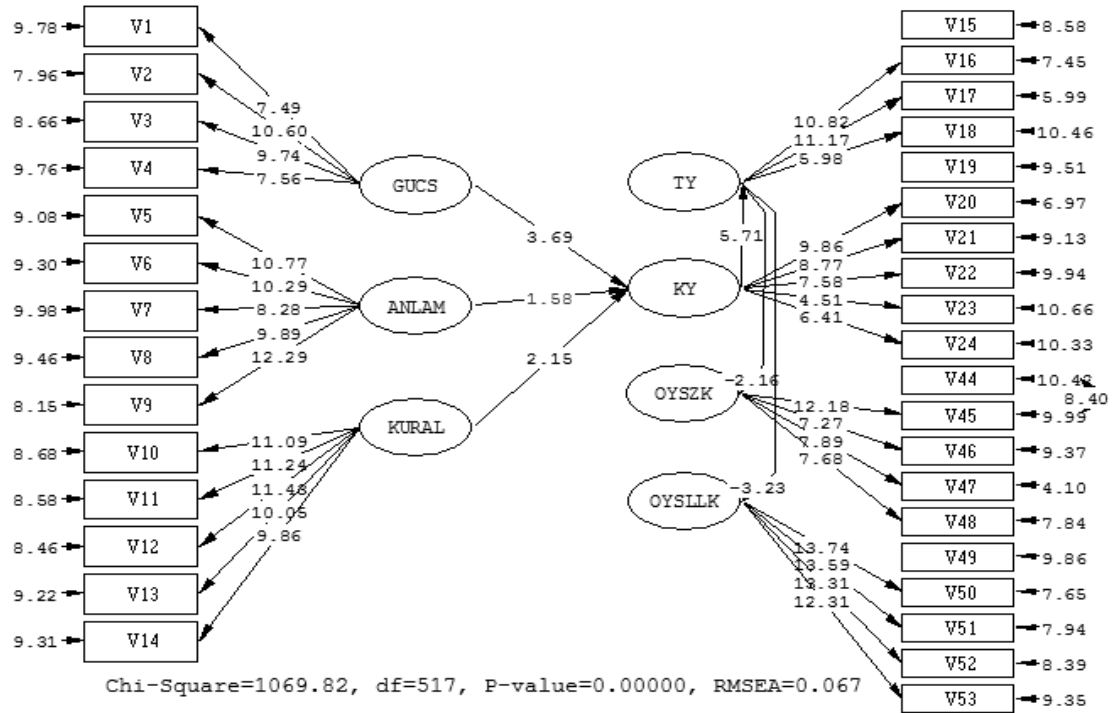 9.78 V1
7.96 V2
8.66 V3
9.76 V4
9.08 V5
9.30 V6
9.98 V7
9.46 V8
8.15 V9
8.68 V10
8.58 V11
8.46 V12
9.22 V13
9.31 V14
7.49
10.60
9.74
7.56
GUCS
10.77
10.29
8.28
9.89
12.29
ANLAM
11.09
11.24
11.48
10.05
9.86
KURAL
3.69
1.58
2.15
TY
5.71
KY
OYSZK
-2.16
OYSLLK
-3.23
10.82
11.17
5.98
9.86
8.77
7.58
4.51
6.41
12.18
7.27
7.89
7.68
13.74
13.59
13.31
12.31
V15 8.58
V16 7.45
V17 5.99
V18 10.46
V19 9.51
V20 6.97
V21 9.13
V22 9.94
V23 10.66
V24 10.33
V44 10.42
8.40
V45 9.99
V46 9.37
V47 4.10
V48 7.84
V49 9.86
V50 7.65
V51 7.94
V52 8.39
V53 9.35
Chi-Square=1069.82, df=517, P-value=0.00000, RMSEA=0.067